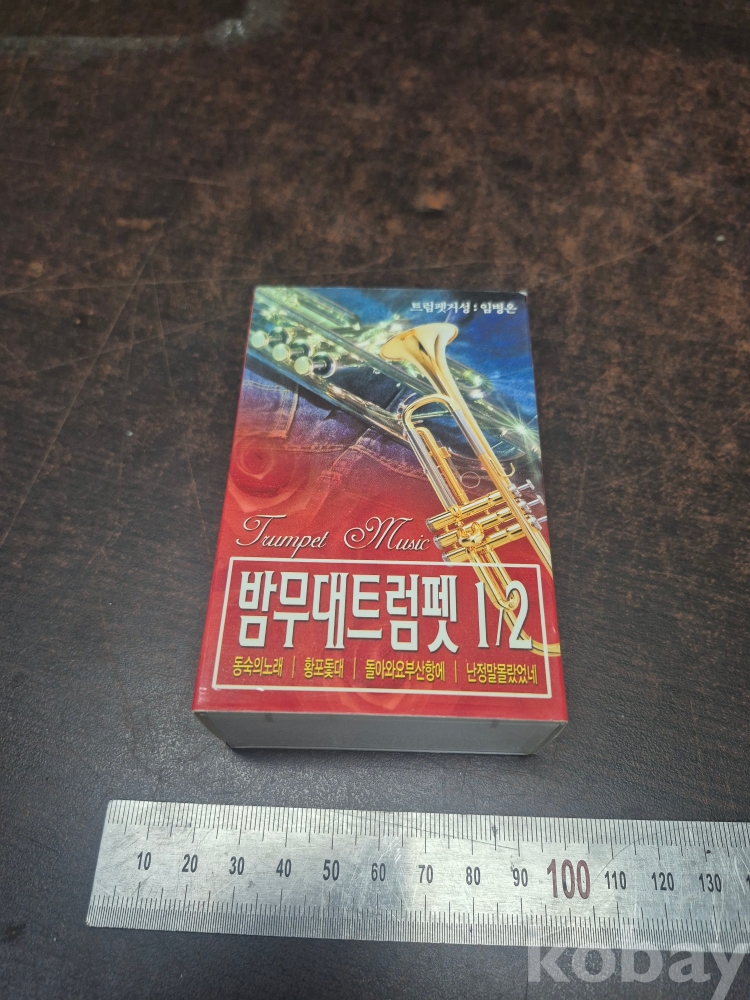 트럼펫거성 : 임병온
Trumpet Music
밤무대트럼펫 1/2
동숙의노래 | 황포돛대 | 돌아와요부산항에 | 난정말몰랐었네
10 20 30 40 50 60 70 80 90 100 110 120 130
kobay